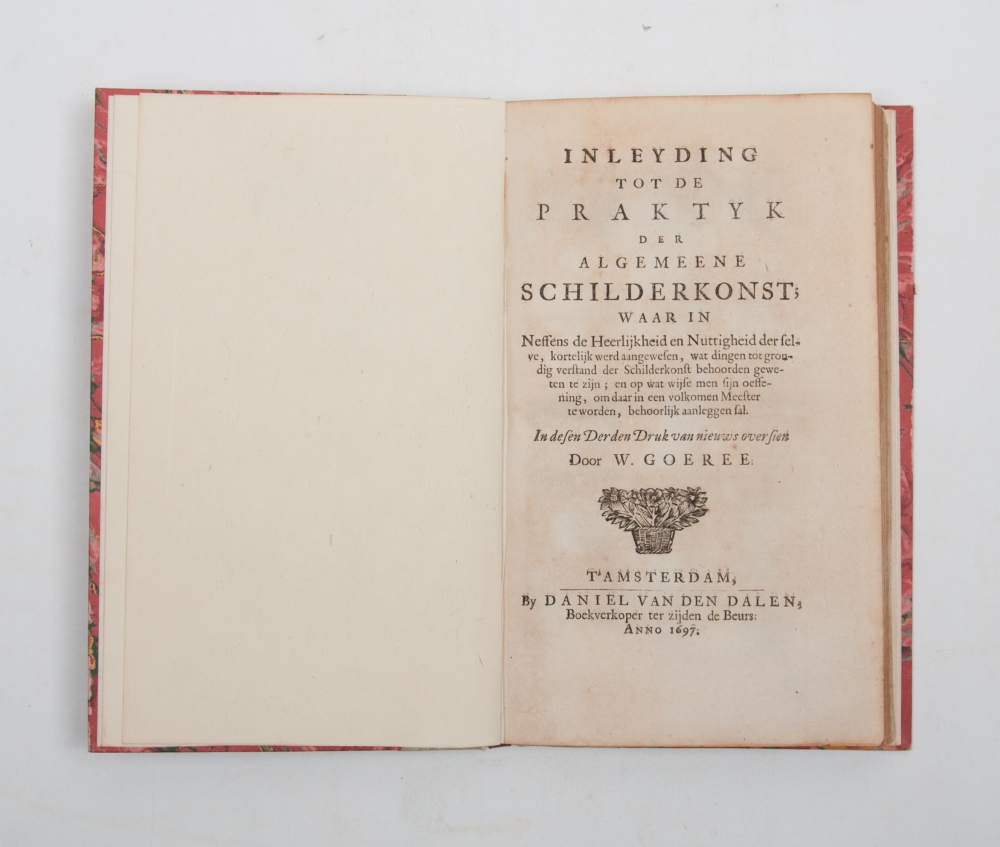 INLEYDING
TOT DE
PRAKTYK
DER
ALGEMEENE
SCHILDERKONST;
WAAR IN
Neffens de Heerlijkheid en Nuttigheid der ſel-
ve, kortelijk werd aangeweſen, wat dingen tot gron-
dig verſtand der Schilderkonſt behoorden gewe-
ten te zijn; en op wat wijſe men ſijn oeffe-
ning, om daar in een volkomen Meeſter
te worden, behoorlijk aanleggen ſal.
In deſen Derden Druk van nieuws overſien
Door W. GOEREE.
T'AMSTERDAM,
By DANIEL VAN DEN DALEN,
Boekverkoper ter zijden de Beurs.
ANNO 1697.